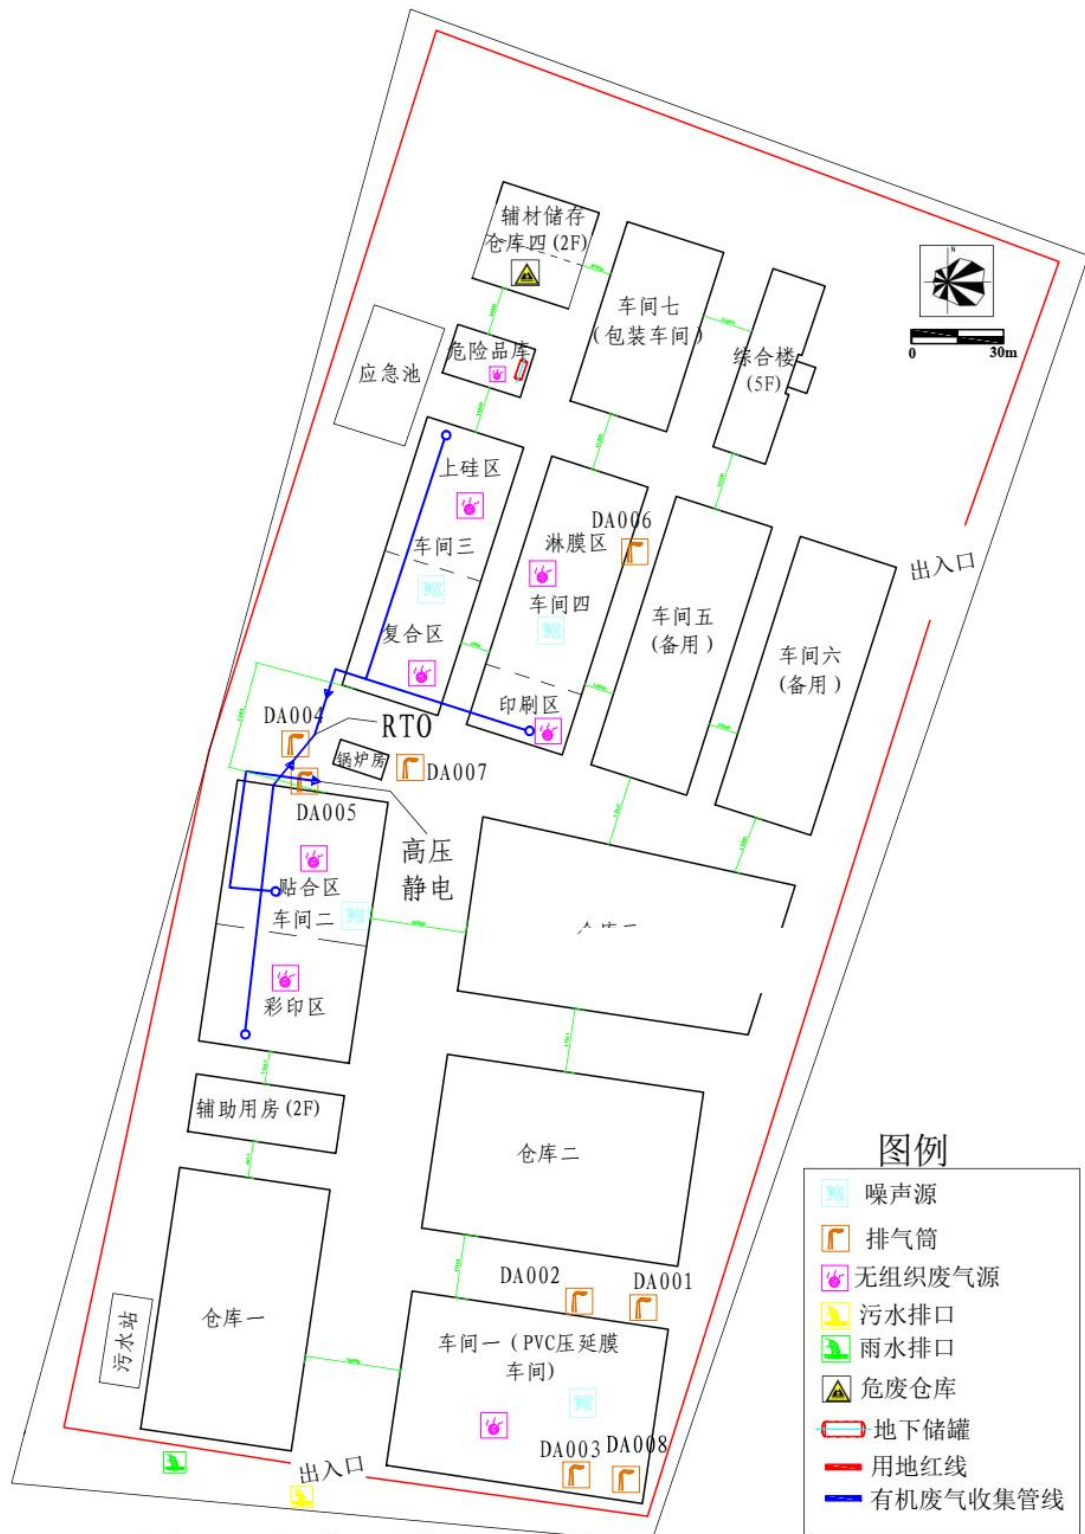 辅材储存
仓库四(2F)
车间七
(包装车间)
N
0 30m
综合楼
(5F)
危险品库
应急池
上硅区
DA006
淋膜区
车间三
出入口
车间四
车间五
(备用)
复合区
车间六
(备用)
印刷区
DA004
RTO
锅炉房
DA007
DA005
高压
静电
贴合区
车间二
彩印区
辅助用房(2F)
仓库二
图例
噪声源
排气筒
无组织废气源
污水排口
雨水排口
危废仓库
地下储罐
用地红线
有机废气收集管线
DA002
DA001
仓库一
污水站
车间一(PVC压延膜
车间)
DA003
DA008
出入口